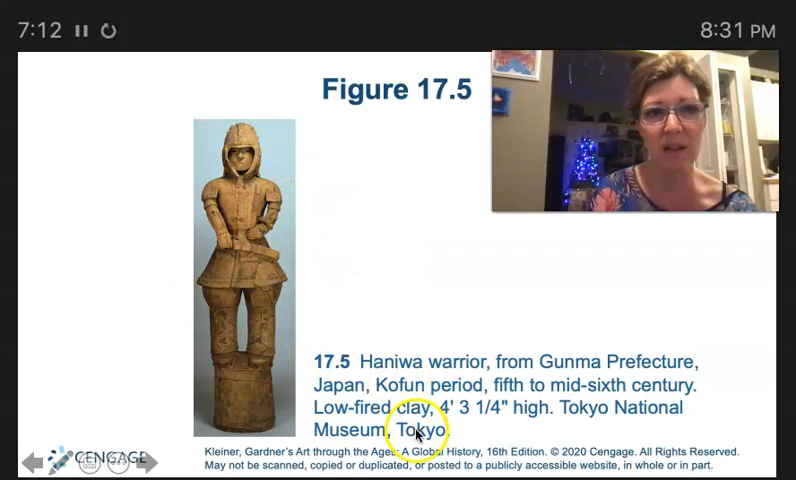 7:12
8:31 PM
Figure 17.5
17.5 Haniwa warrior, from Gunma Prefecture,
Japan, Kofun period, fifth to mid-sixth century.
Low-fired clay, 4' 3 1/4" high. Tokyo National
Museum, Tokyo.
CENGAGE
Kleiner, Gardner's Art through the Ages: A Global History, 16th Edition. © 2020 Cengage. All Rights Reserved.
May not be scanned, copied or duplicated, or posted to a publicly accessible website, in whole or in part.